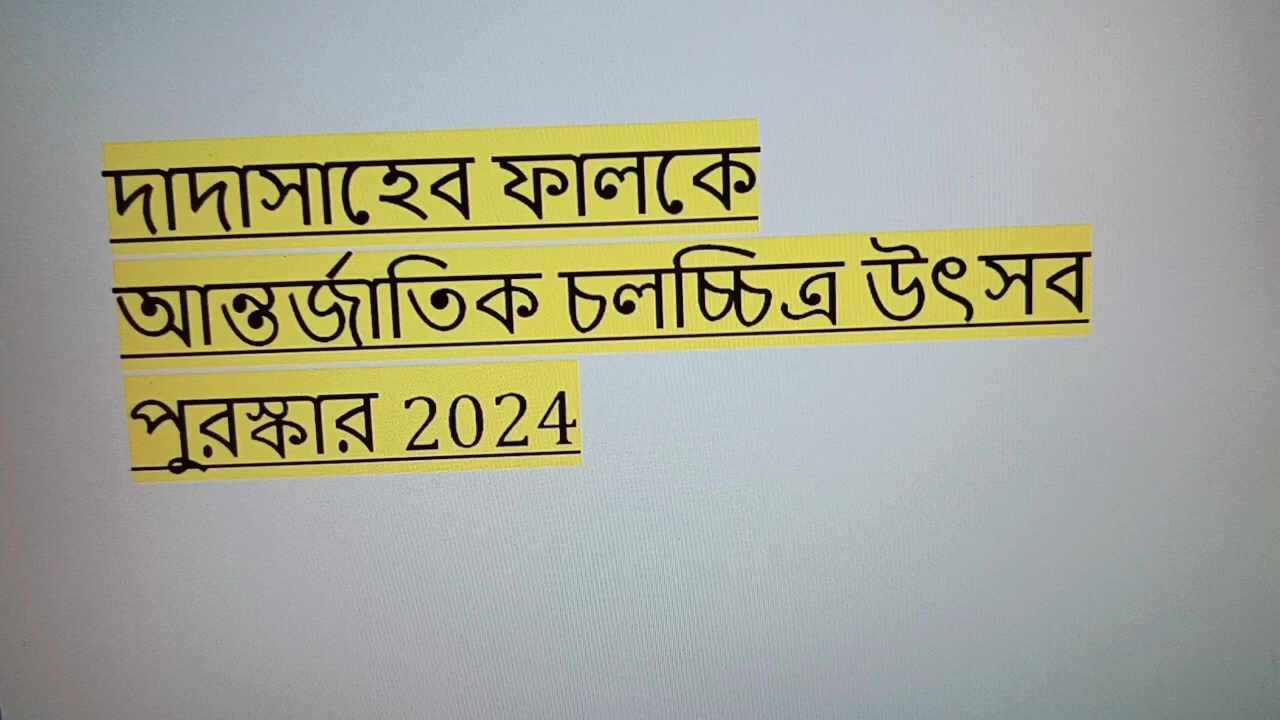 দাদাসাহেব ফালকে
আন্তর্জাতিক চলচ্চিত্র উৎসব
পুরস্কার 2024